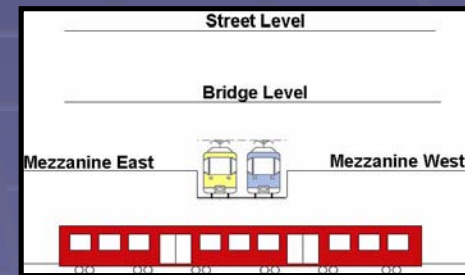 Street Level
Bridge Level
Mezzanine East
Mezzanine West